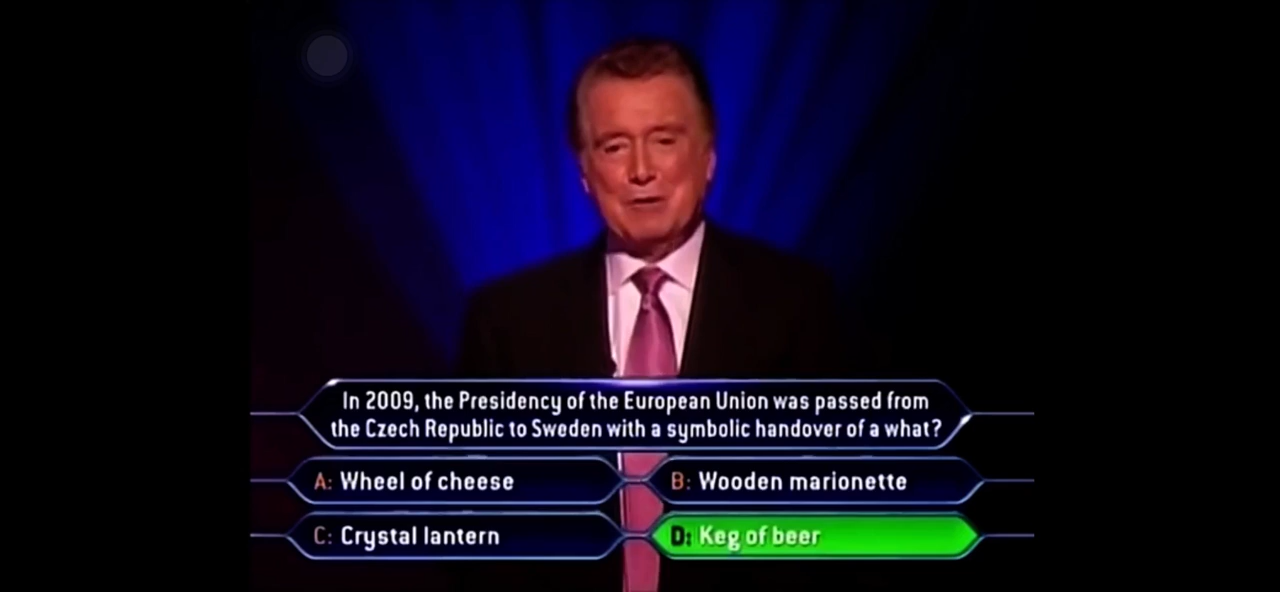 In 2009, the Presidency of the European Union was passed from
the Czech Republic to Sweden with a symbolic handover of a what?
A: Wheel of cheese
B: Wooden marionette
C: Crystal lantern
D: Keg of beer